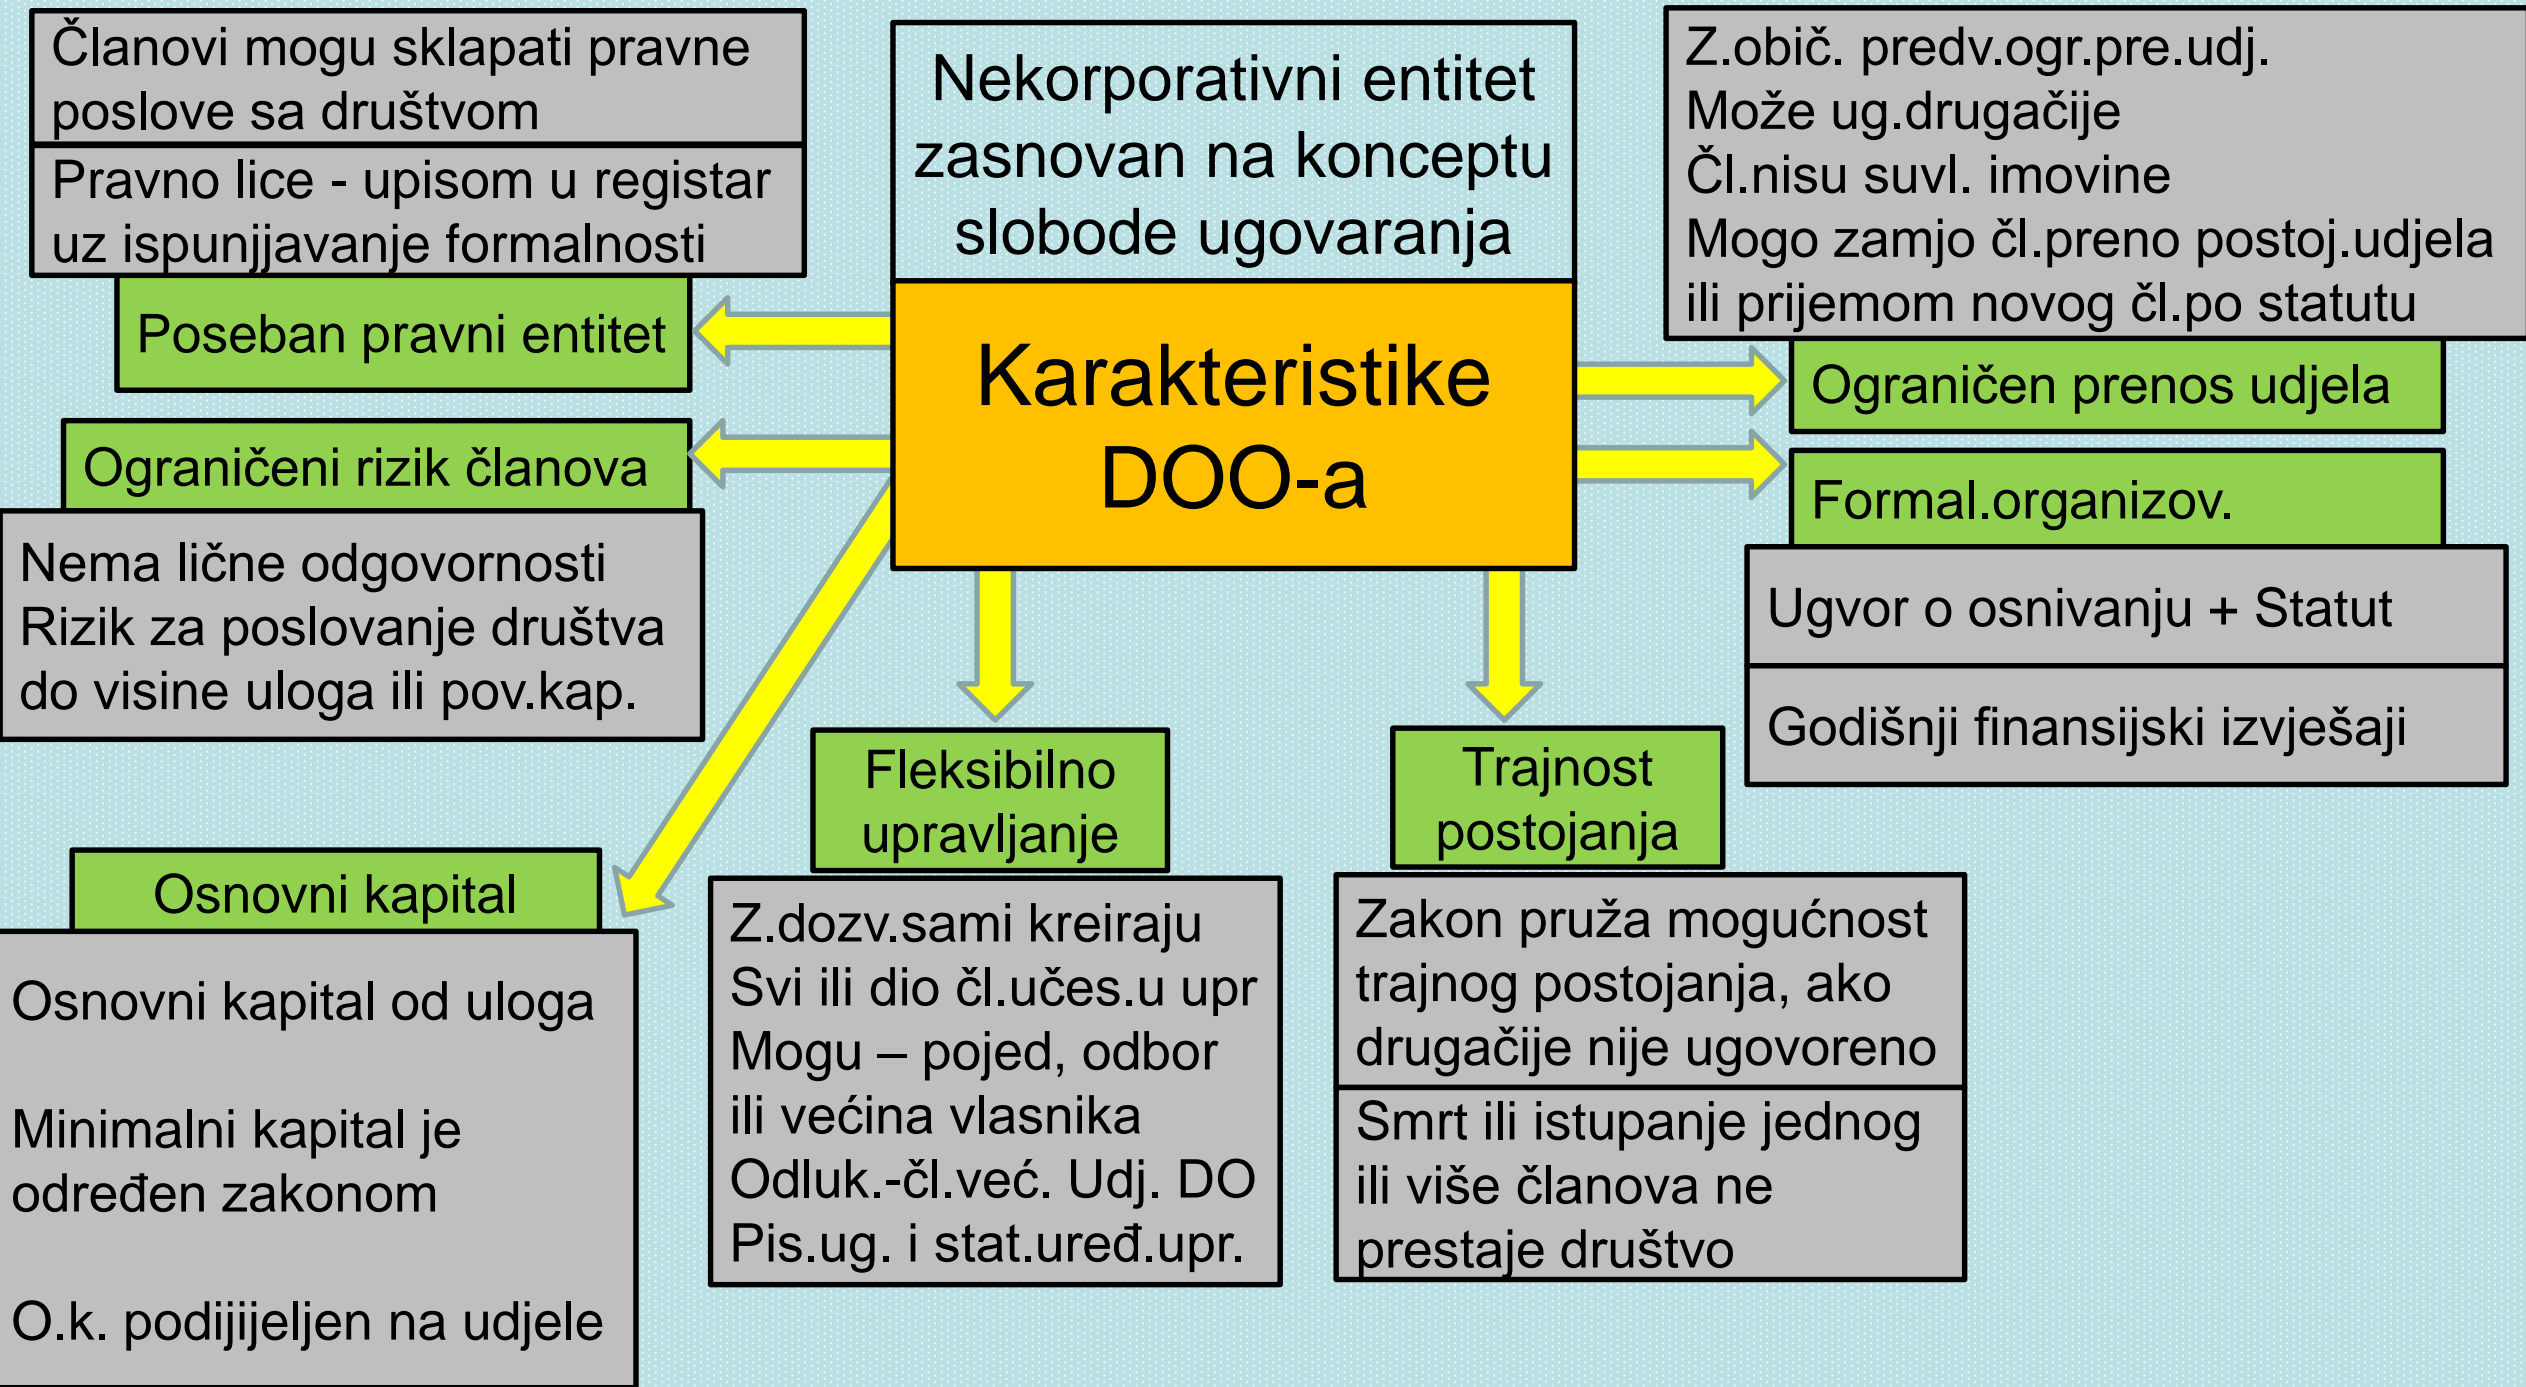 Članovi mogu sklapati pravne
poslove sa društvom
Pravno lice - upisom u registar
uz ispunjjavanje formalnosti
Poseban pravni entitet
Ograničeni rizik članova
Nema lične odgovornosti
Rizik za poslovanje društva
do visine uloga ili pov.kap.
Osnovni kapital
Osnovni kapital od uloga
Minimalni kapital je
određen zakonom
O.k. podijijeljen na udjele
Nekorporativni entitet
zasnovan na konceptu
slobode ugovaranja
Karakteristike
DOO-a
Fleksibilno
upravljanje
Z.dozv.sami kreiraju
Svi ili dio čl.učes.u upr
Mogu – pojed, odbor
ili većina vlasnika
Odluk.-čl.već. Udj. DO
Pis.ug. i stat.uređ.upr.
Trajnost
postojanja
Zakon pruža mogućnost
trajnog postojanja, ako
drugačije nije ugovoreno
Smrt ili istupanje jednog
ili više članova ne
prestaje društvo
Z.obič. predv.ogr.pre.udj.
Može ug.drugačije
Čl.nisu suvl. imovine
Mogo zamjo čl.preno postoj.udjela
ili prijemom novog čl.po statutu
Ograničen prenos udjela
Formal.organizov.
Ugvor o osnivanju + Statut
Godišnji finansijski izvješaji